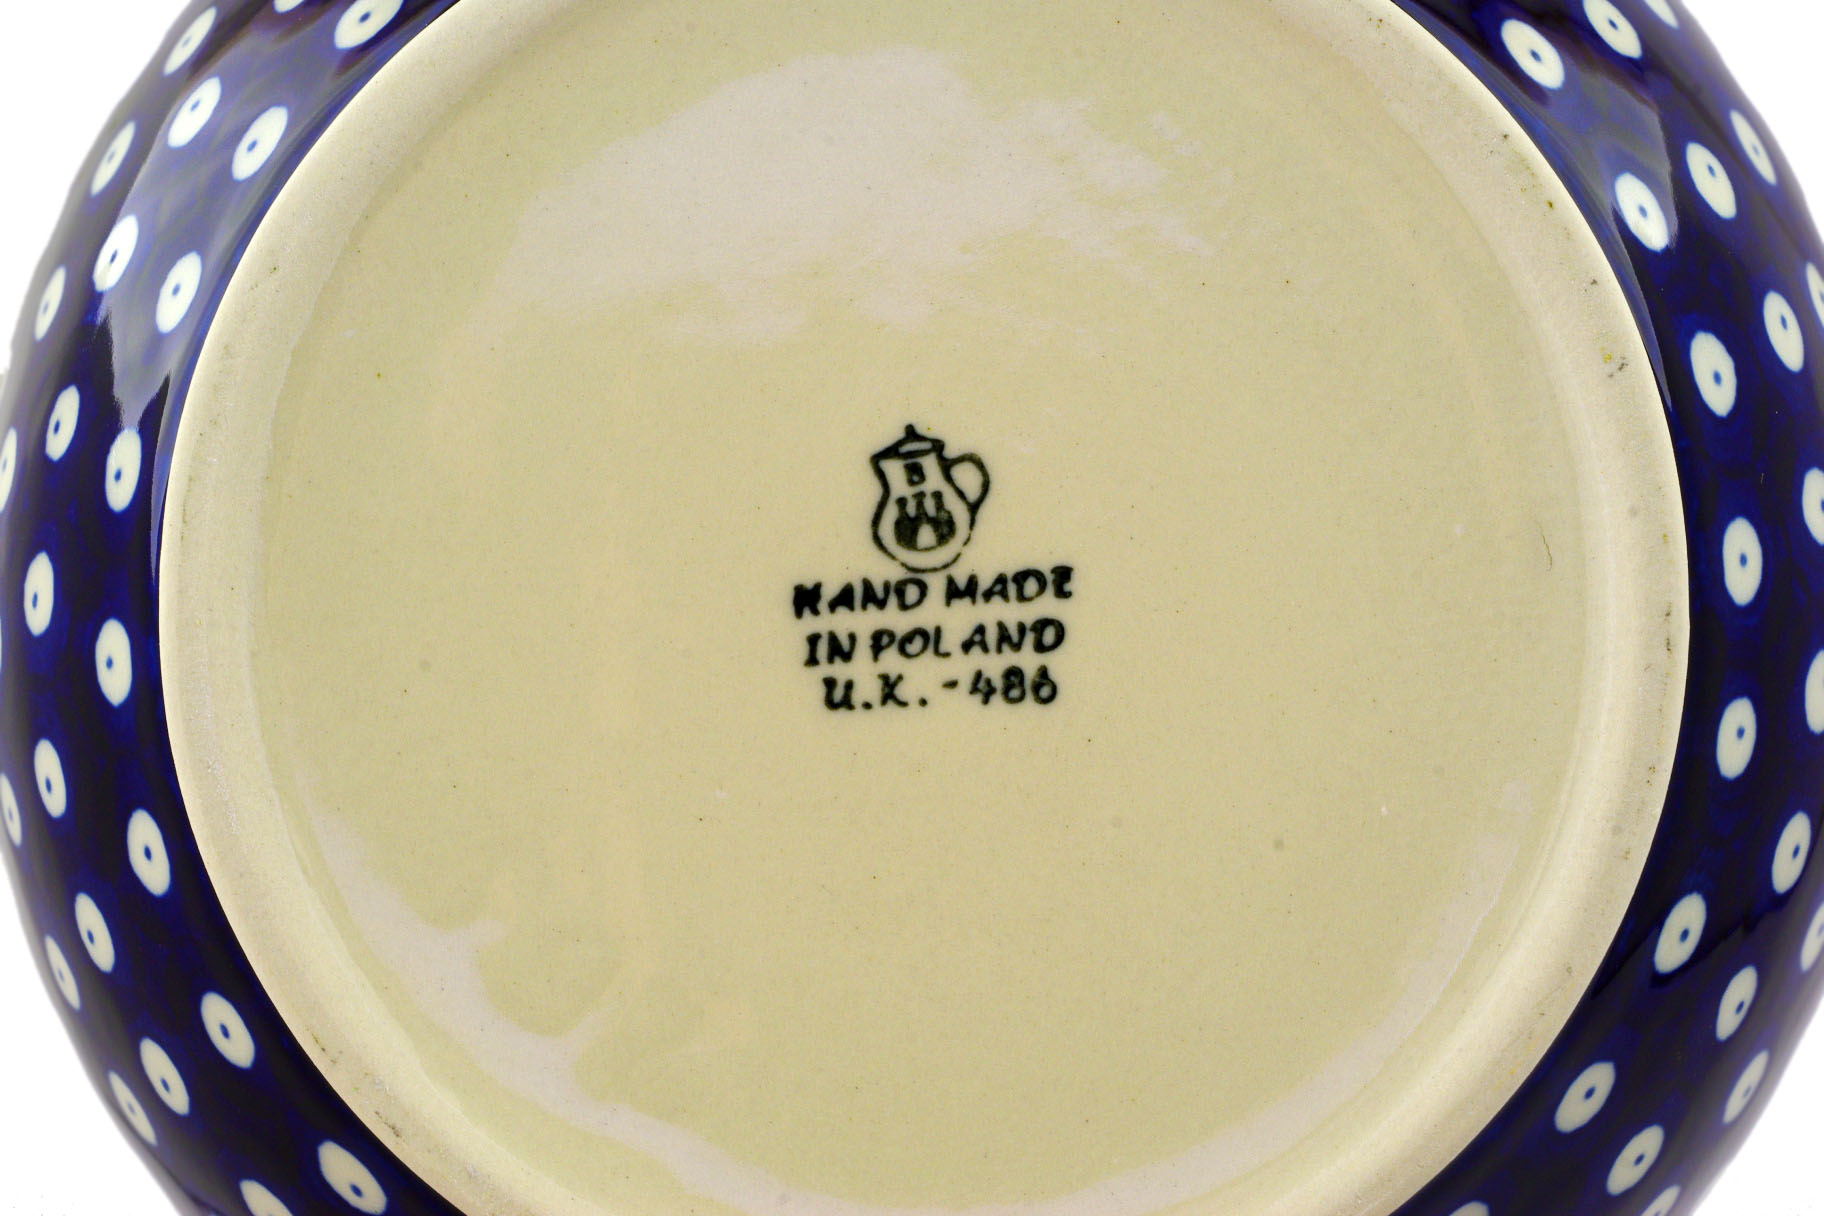 B
HAND MADE
IN POLAND
U.K. -486